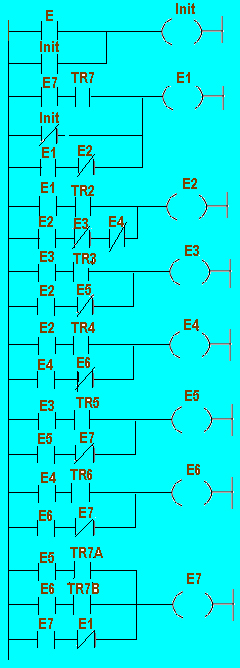 E Init
Init
E7 TR7 E1
Init
E1 E2
E1 TR2 E2
E2 E3 E4
E3 TR3 E3
E2 E5
E2 TR4 E4
E4 E6
E3 TR5 E5
E5 E7
E4 TR6 E6
E6 E7
E5 TR7A
E6 TR7B E7
E7 E1